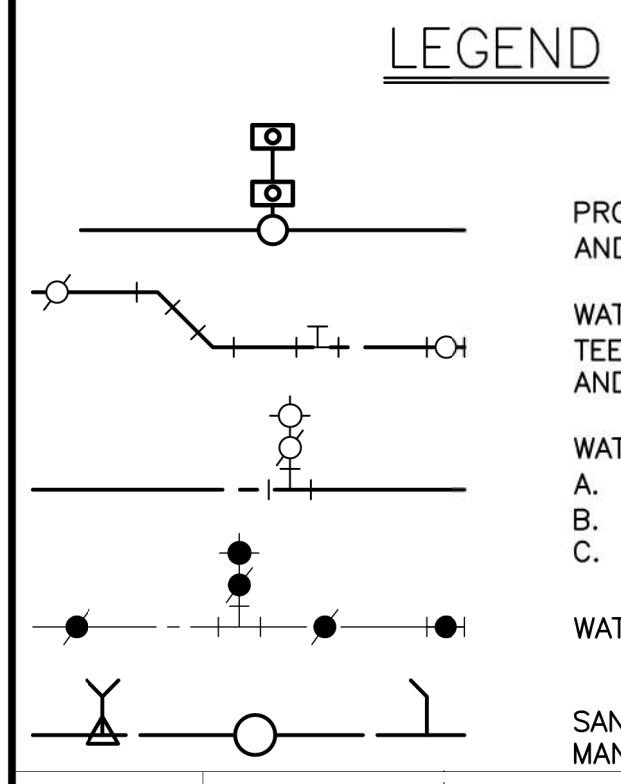 LEGEND
PRO
AND
WAT
TEE
AND
WAT
A.
B.
C.
WAT
SAN
MAN